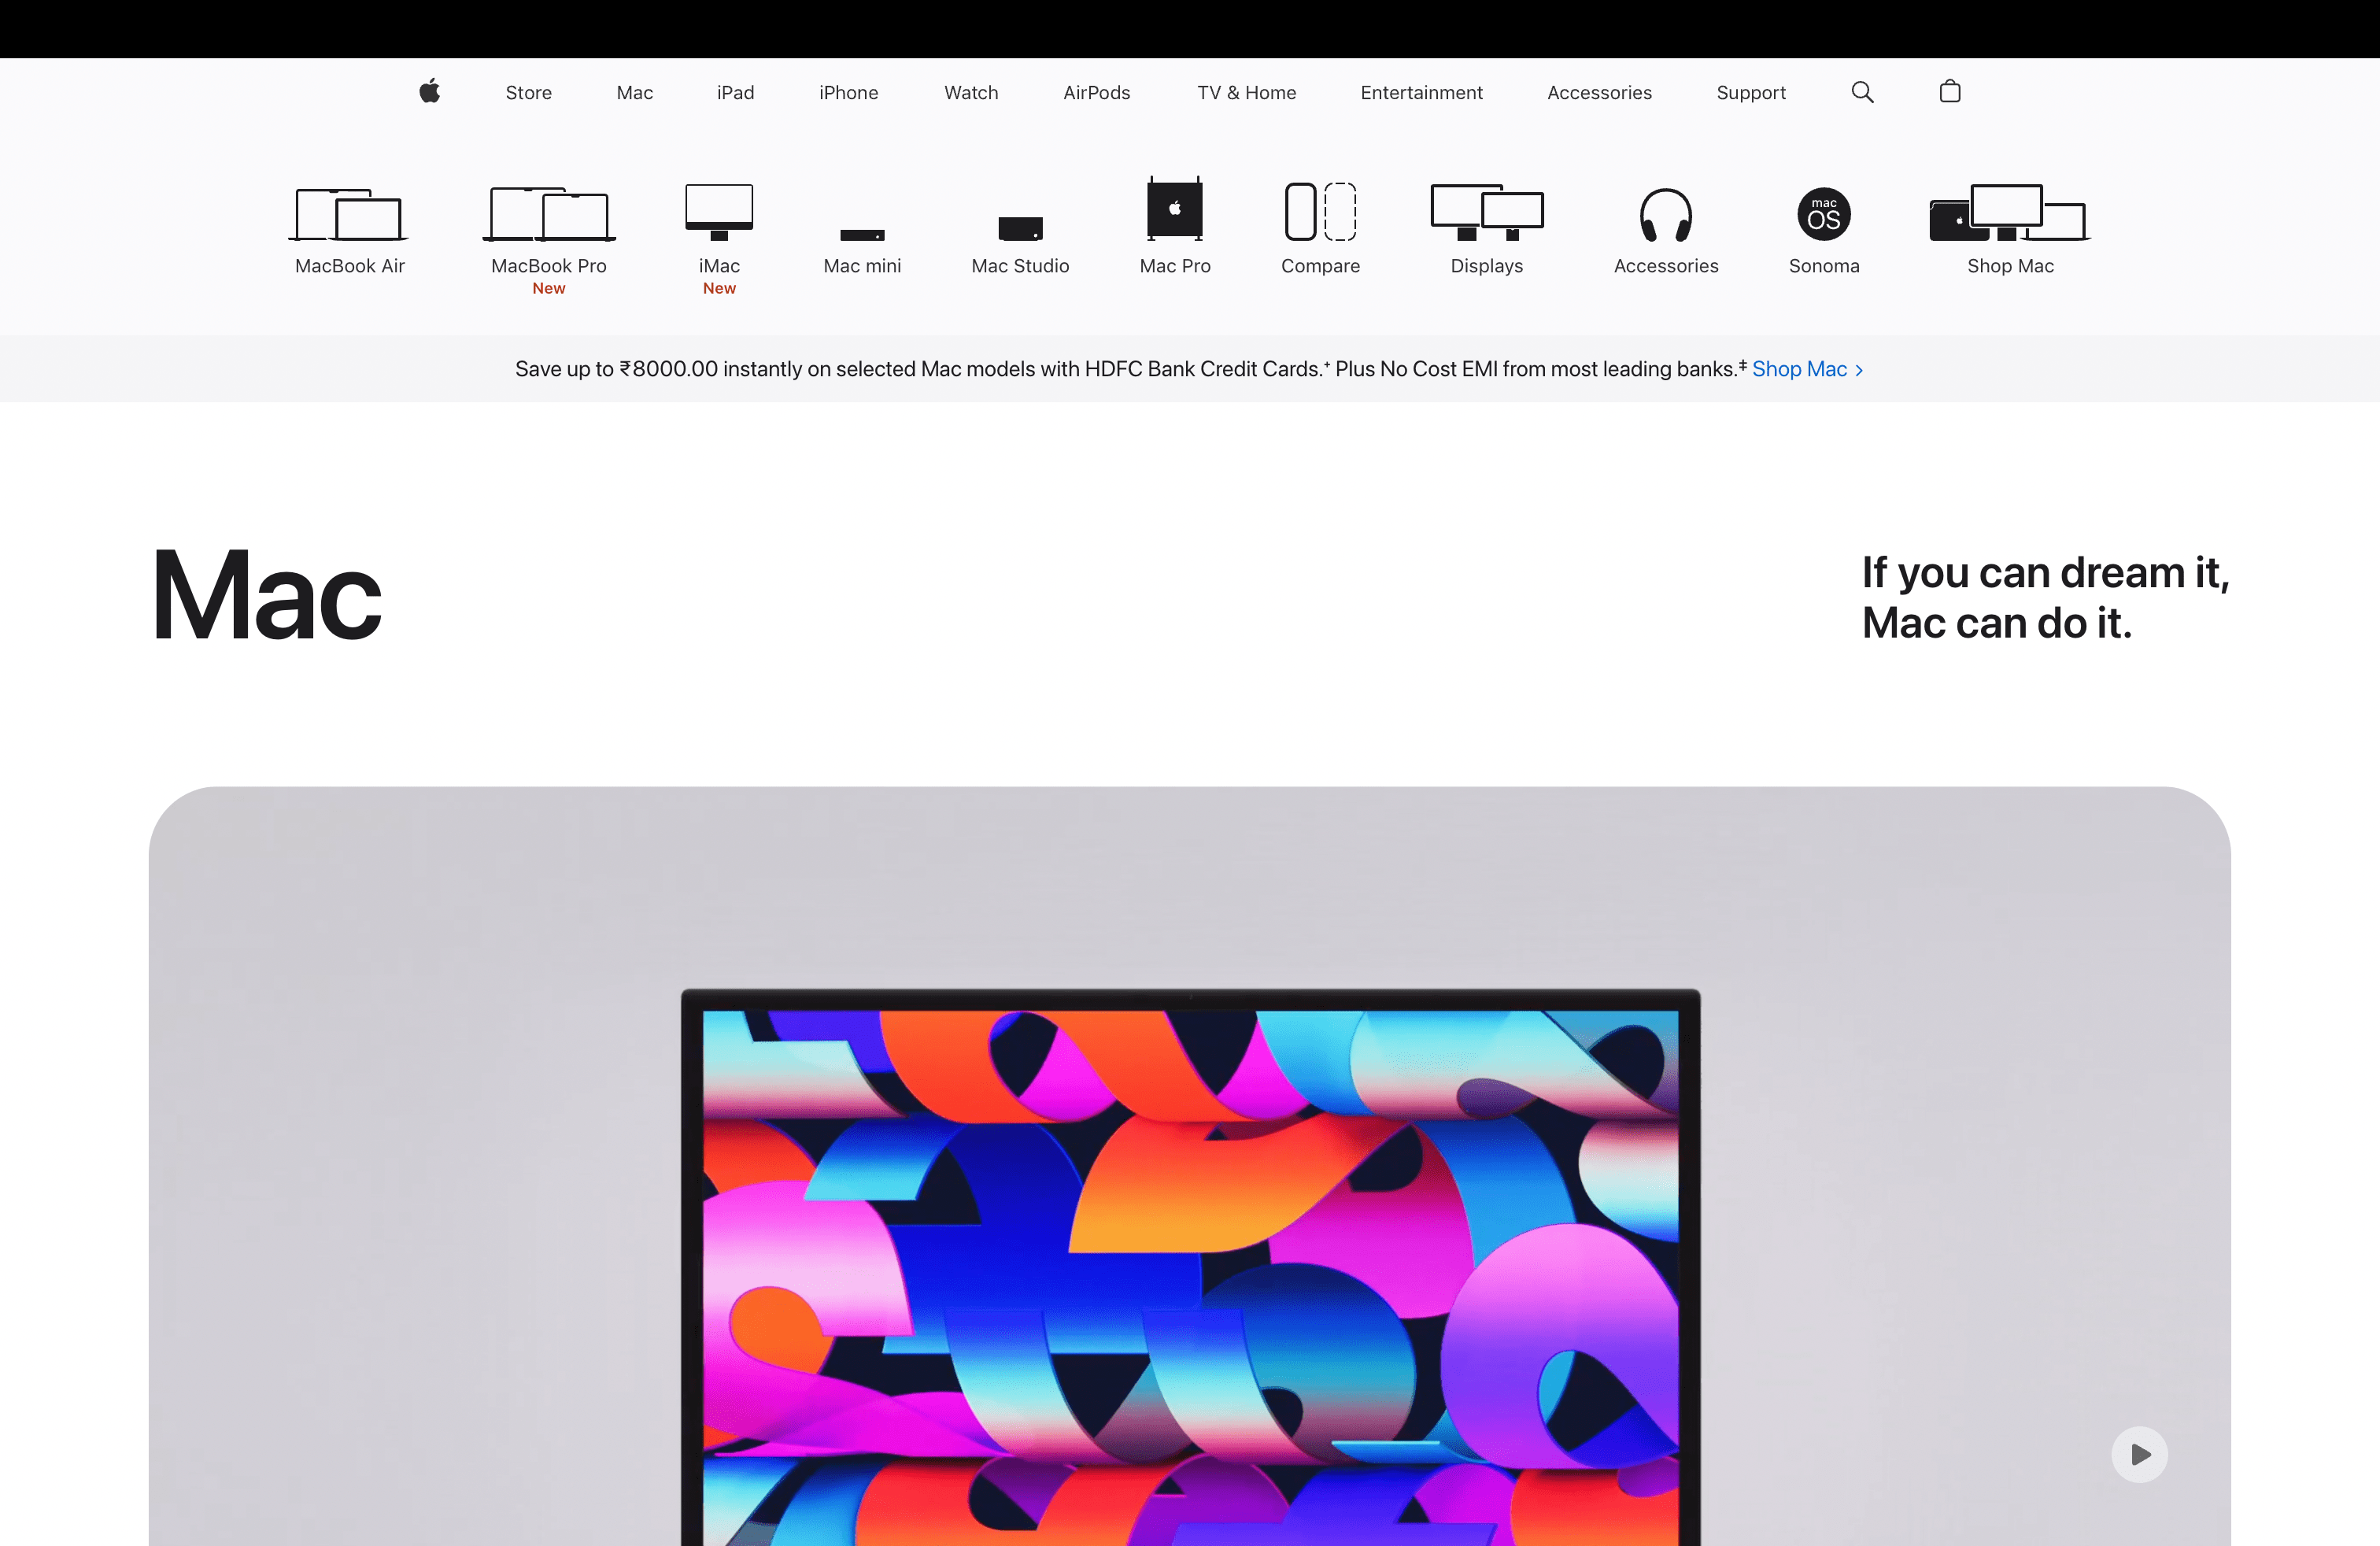 Store Mac iPad iPhone Watch AirPods TV & Home Entertainment Accessories Support
mac
OS
MacBook Air MacBook Pro iMac Mac mini Mac Studio Mac Pro Compare Displays Accessories Sonoma Shop Mac
New New
Save up to ₹8000.00 instantly on selected Mac models with HDFC Bank Credit Cards.⁺ Plus No Cost EMI from most leading banks.‡ Shop Mac >
Mac
If you can dream it,
Mac can do it.